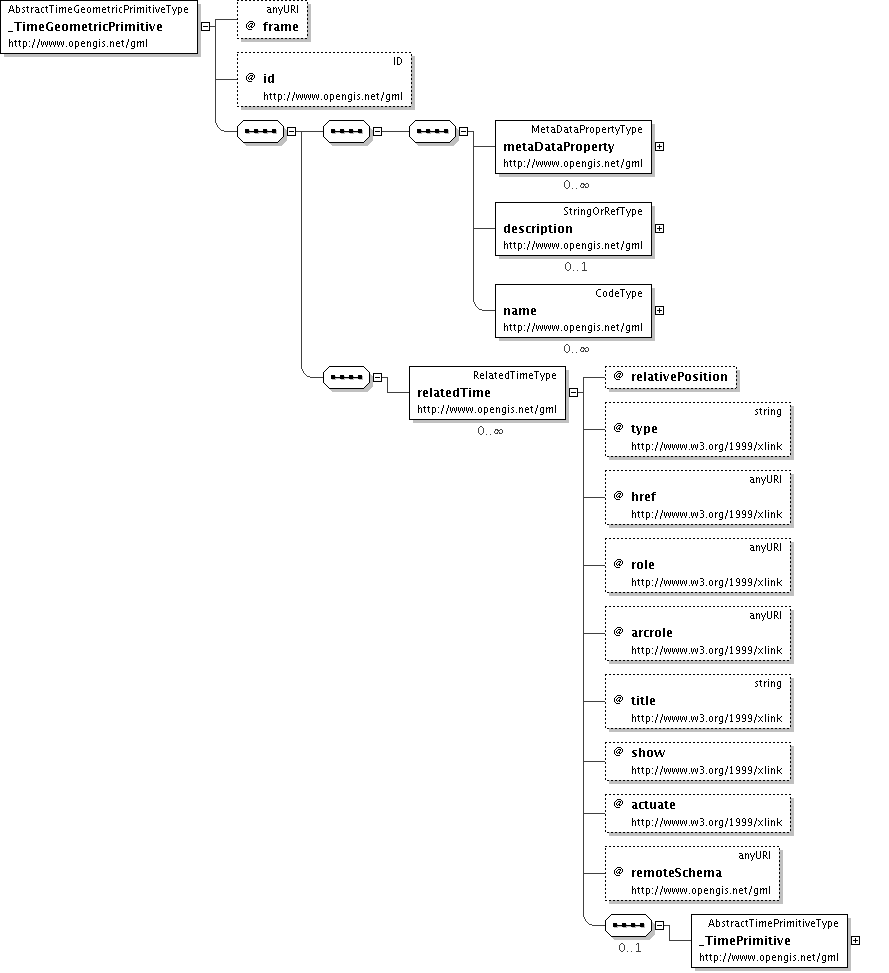 AbstractTimeGeometricPrimitiveType
_TimeGeometricPrimitive
http://www.opengis.net/gml
anyURI
@ frame
ID
@ id
http://www.opengis.net/gml
MetaDataPropertyType
metaDataProperty
http://www.opengis.net/gml
0..∞
StringOrRefType
description
http://www.opengis.net/gml
0..1
CodeType
name
http://www.opengis.net/gml
0..∞
RelatedTimeType
relatedTime
http://www.opengis.net/gml
0..∞
@ relativePosition
string
@ type
http://www.w3.org/1999/xlink
anyURI
@ href
http://www.w3.org/1999/xlink
anyURI
@ role
http://www.w3.org/1999/xlink
anyURI
@ arcrole
http://www.w3.org/1999/xlink
string
@ title
http://www.w3.org/1999/xlink
@ show
http://www.w3.org/1999/xlink
@ actuate
http://www.w3.org/1999/xlink
anyURI
@ remoteSchema
http://www.opengis.net/gml
0..1
AbstractTimePrimitiveType
_TimePrimitive
http://www.opengis.net/gml